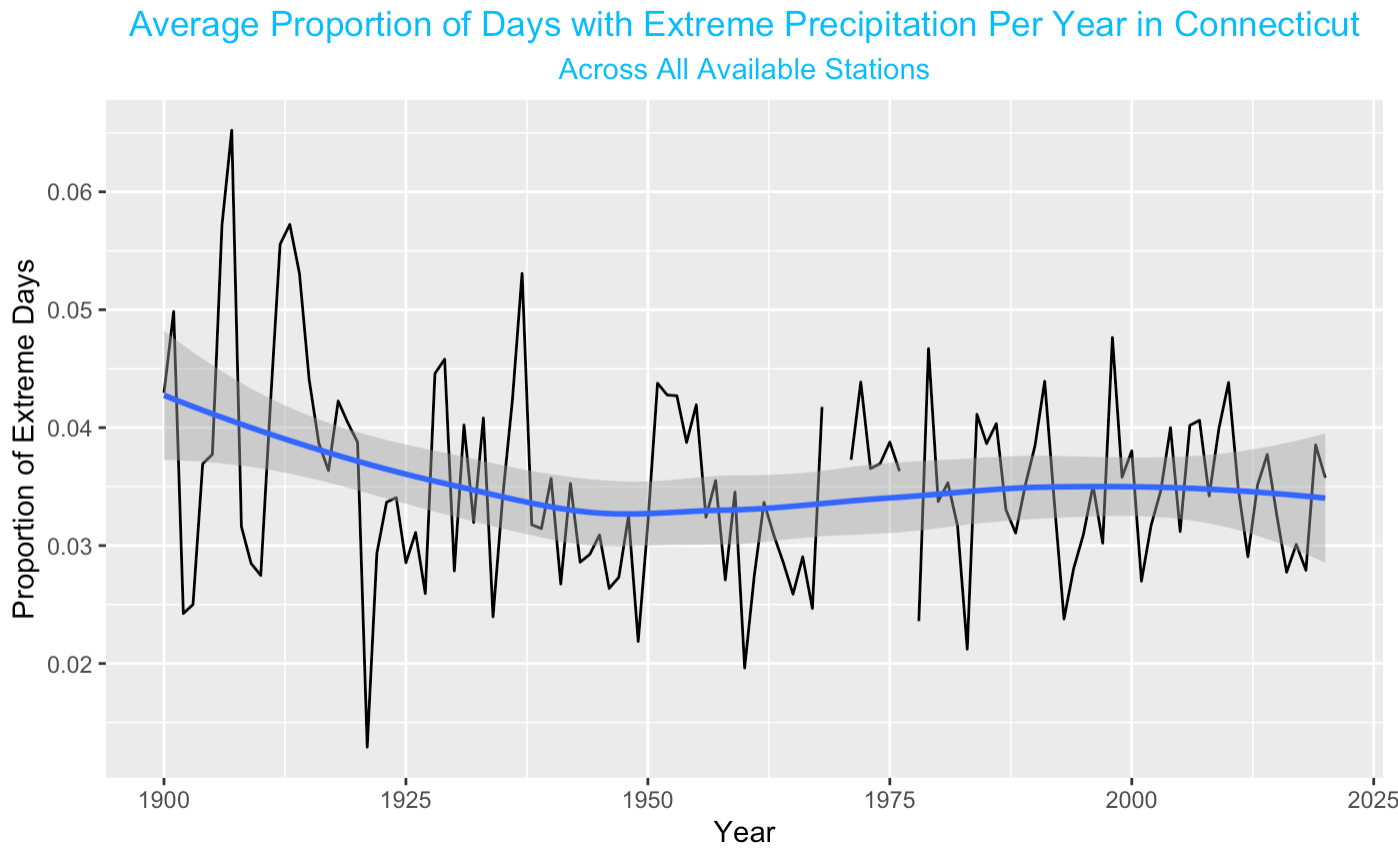 Average Proportion of Days with Extreme Precipitation Per Year in Connecticut
Across All Available Stations
Proportion of Extreme Days
0.06
0.05
0.04
0.03
0.02
1900 1925 1950 1975 2000 2025
Year